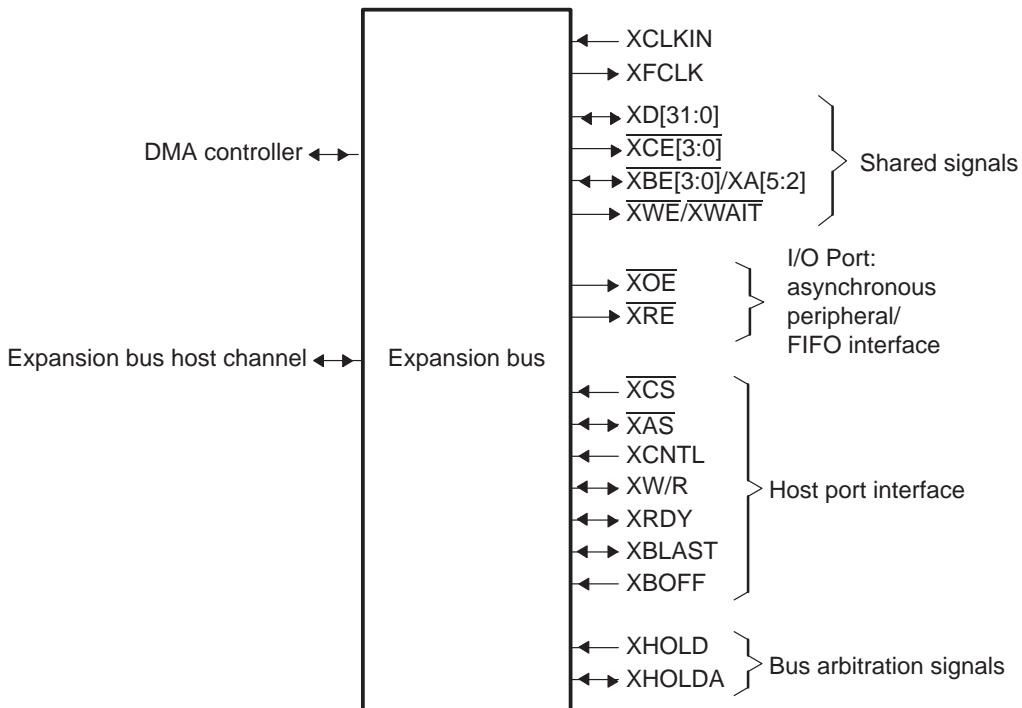 XCLKIN
XFCLK
XD[31:0]
XCE[3:0]
XBE[3:0]/XA[5:2]
XWE/XWAIT
Shared signals
DMA controller
XOE
XRE
I/O Port:
asynchronous
peripheral/
FIFO interface
Expansion bus host channel
Expansion bus
XCS
XAS
XCNTL
XW/R
XRDY
XBLAST
XBOFF
Host port interface
XHOLD
XHOLDA
Bus arbitration signals